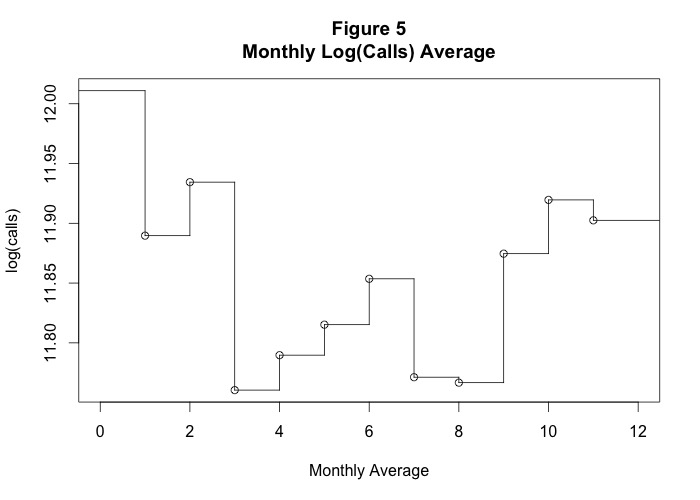 Figure 5
Monthly Log(Calls) Average
12.00
11.95
11.90
11.85
11.80
log(calls)
0 2 4 6 8 10 12
Monthly Average